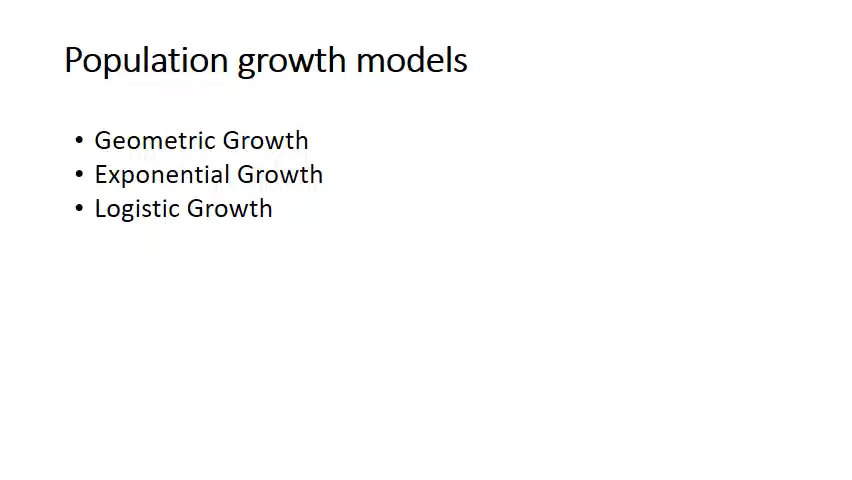 Population growth models
• Geometric Growth
• Exponential Growth
• Logistic Growth